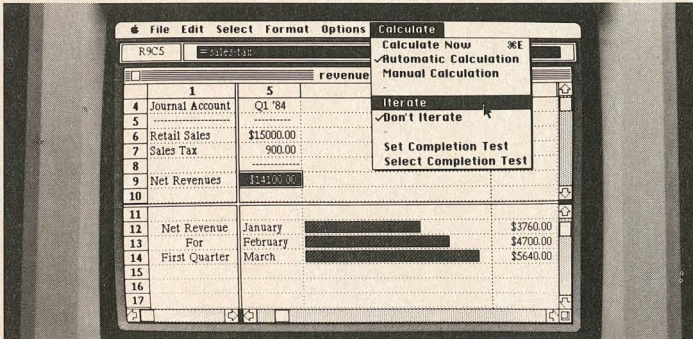 File Edit Select Format Options Calculate
R9C5 =sales-tax
Calculate Now ⌘E
✓Automatic Calculation
Manual Calculation
Iterate
✓Don't Iterate
Set Completion Test
Select Completion Test
revenue
1 5
4 Journal Account Q1 '84
5
6 Retail Sales $15000.00
7 Sales Tax 900.00
8
9 Net Revenues $14100.00
10
11
12 Net Revenue January $3760.00
13 For February $4700.00
14 First Quarter March $5640.00
15
16
17